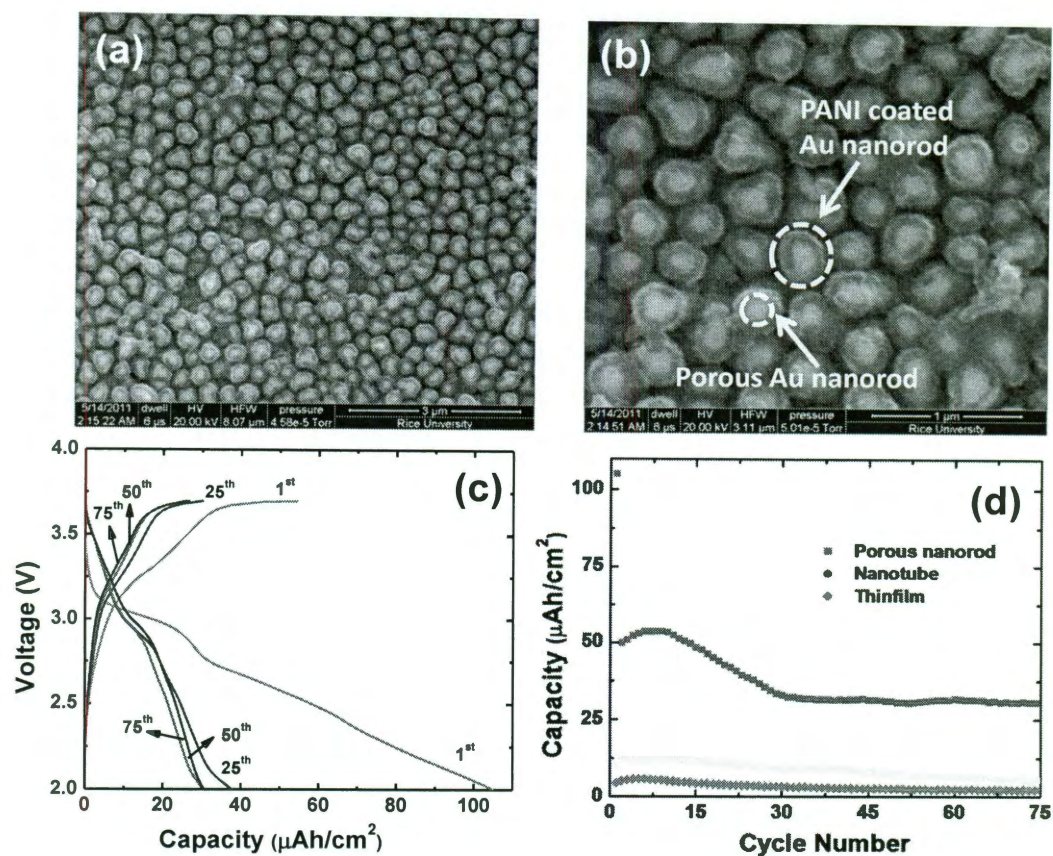 (a)
5/14/2011 dwell HV HFW pressure 3 μm
2:15:22 AM 6 μs 20.00 kV 8.07 μm 4.58e-5 Torr Rice University
(b)
PANI coated
Au nanorod
Porous Au nanorod
5/14/2011 dwell HV HFW pressure 1 μm
2:14:51 AM 6 μs 20.00 kV 3.11 μm 5.01e-5 Torr Rice University
(c)
4.0
3.5
3.0
2.5
2.0
Voltage (V)
75th
50th
25th
1st
75th
50th
25th
1st
0 20 40 60 80 100
Capacity (μAh/cm2)
(d)
100
75
50
25
0
Capacity (μAh/cm2)
Porous nanorod
Nanotube
Thinfilm
1 15 30 45 60 75
Cycle Number